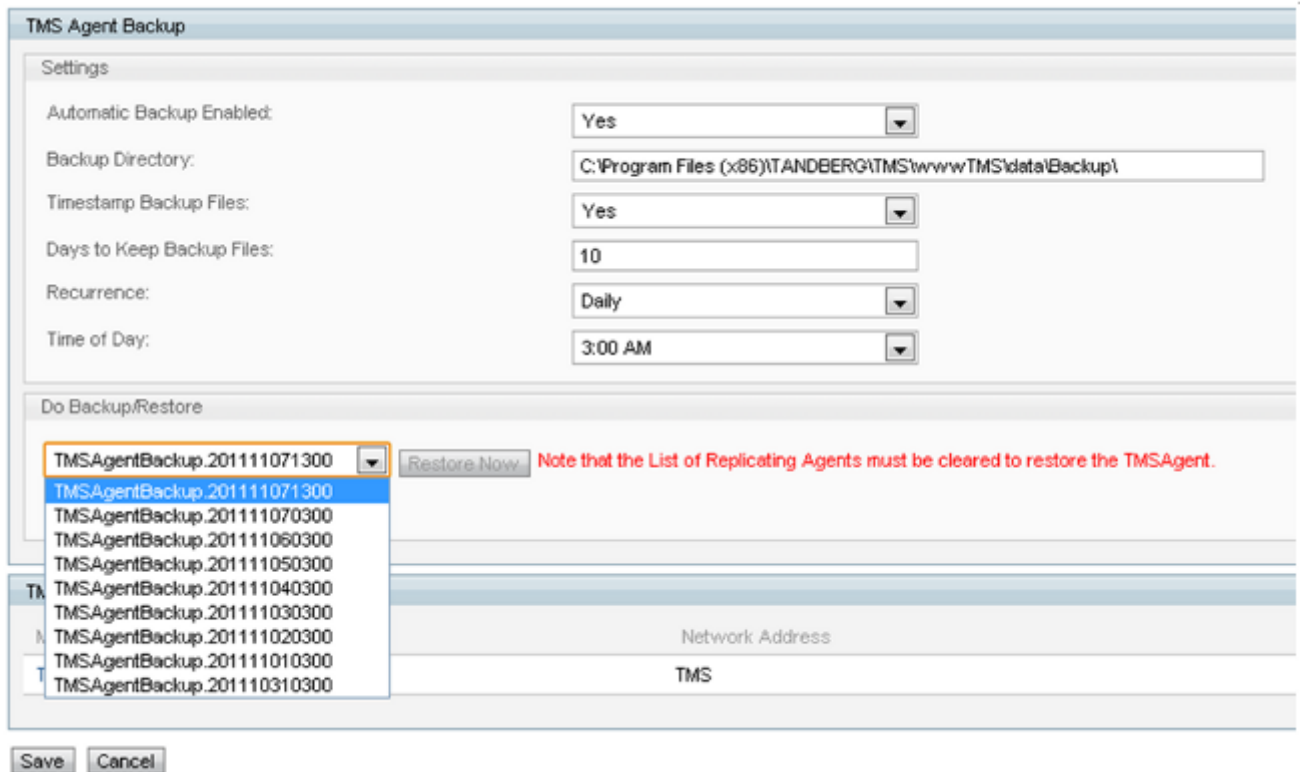 TMS Agent Backup
Settings
Automatic Backup Enabled: Yes
Backup Directory: C:\Program Files (x86)\TANDBERG\TMS\wwwTMS\data\Backup\
Timestamp Backup Files: Yes
Days to Keep Backup Files: 10
Recurrence: Daily
Time of Day: 3:00 AM
Do Backup/Restore
TMSAgentBackup.201111071300 Restore Now Note that the List of Replicating Agents must be cleared to restore the TMSAgent.
TMSAgentBackup.201111071300
TMSAgentBackup.201111070300
TMSAgentBackup.201111060300
TMSAgentBackup.201111050300
TMSAgentBackup.201111040300
TMSAgentBackup.201111030300
TMSAgentBackup.201111020300
TMSAgentBackup.201111010300
TMSAgentBackup.201110310300
Network Address
TMS
Save Cancel